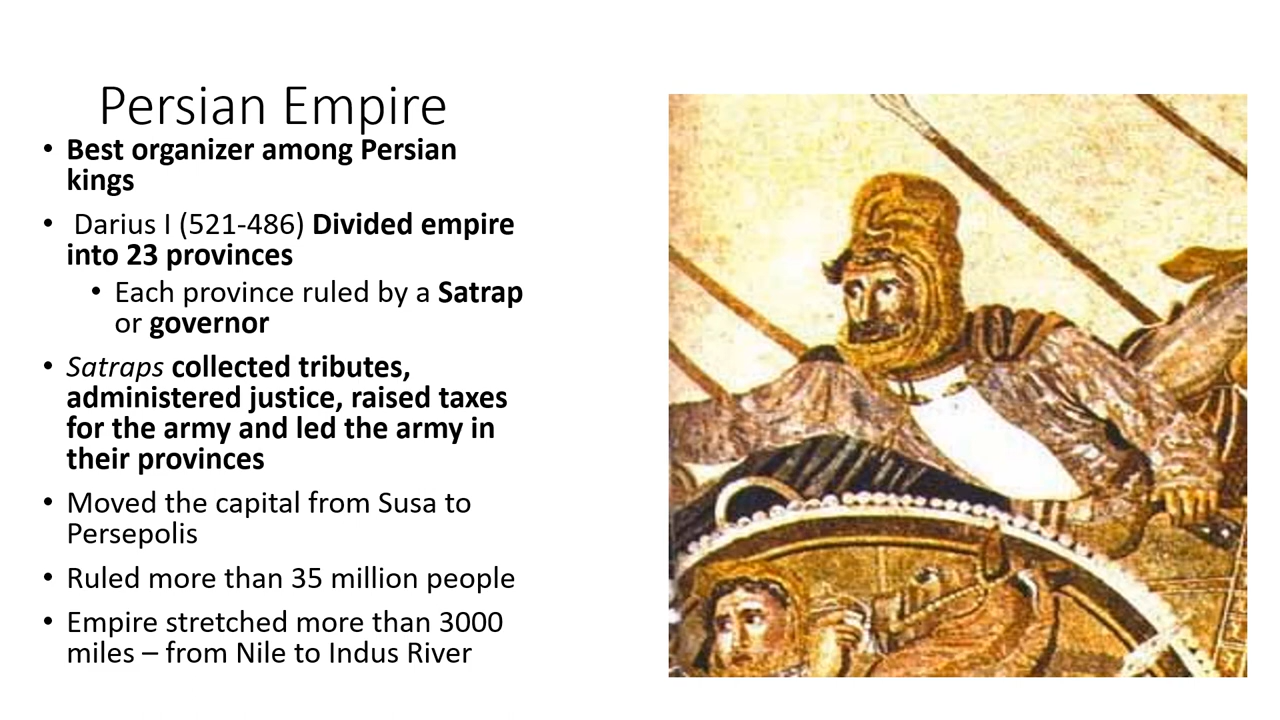 Persian Empire
• Best organizer among Persian
kings
• Darius I (521-486) Divided empire
into 23 provinces
• Each province ruled by a Satrap
or governor
• Satraps collected tributes,
administered justice, raised taxes
for the army and led the army in
their provinces
• Moved the capital from Susa to
Persepolis
• Ruled more than 35 million people
• Empire stretched more than 3000
miles – from Nile to Indus River